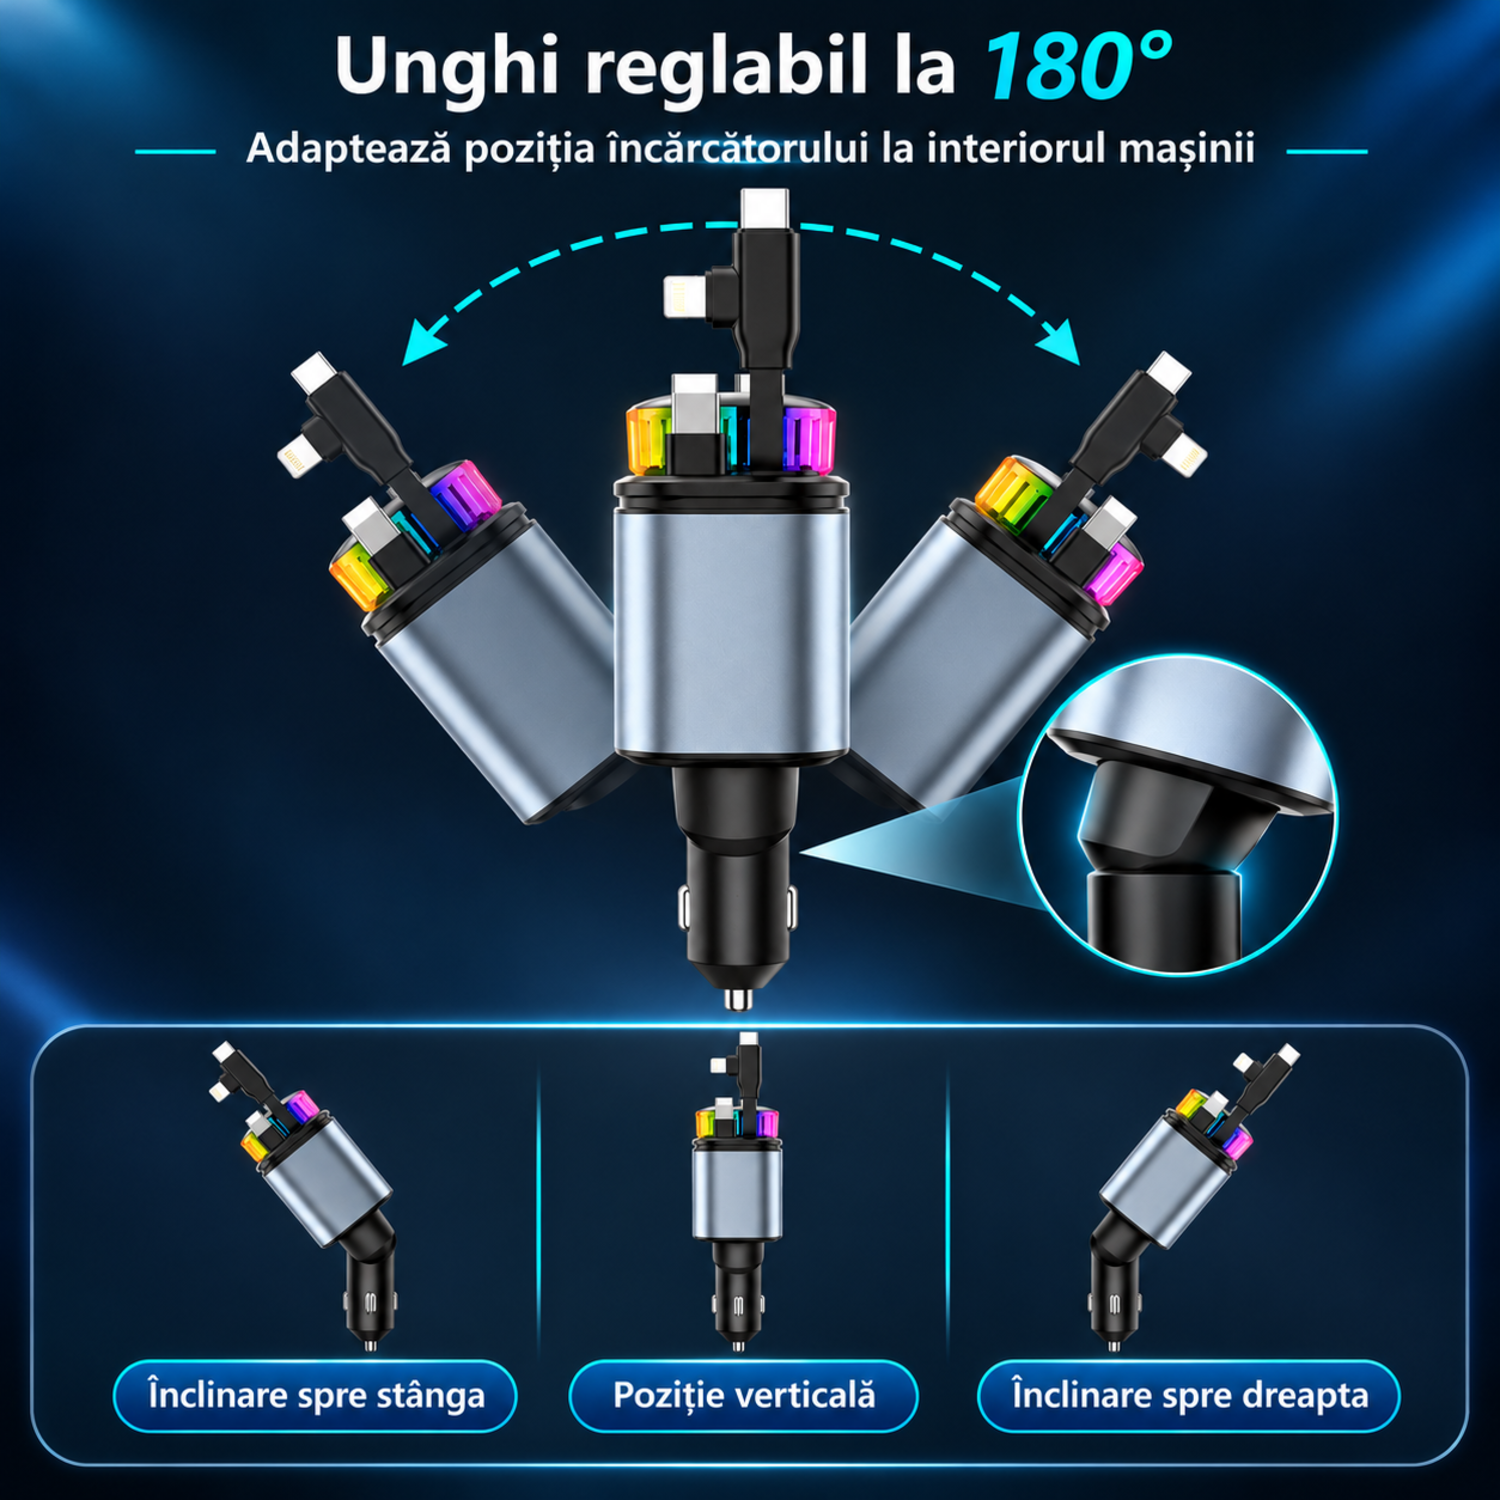 Unghi reglabil la 180°
Adaptează poziția încărcătorului la interiorul mașinii
Înclinare spre stânga
Poziție verticală
Înclinare spre dreapta